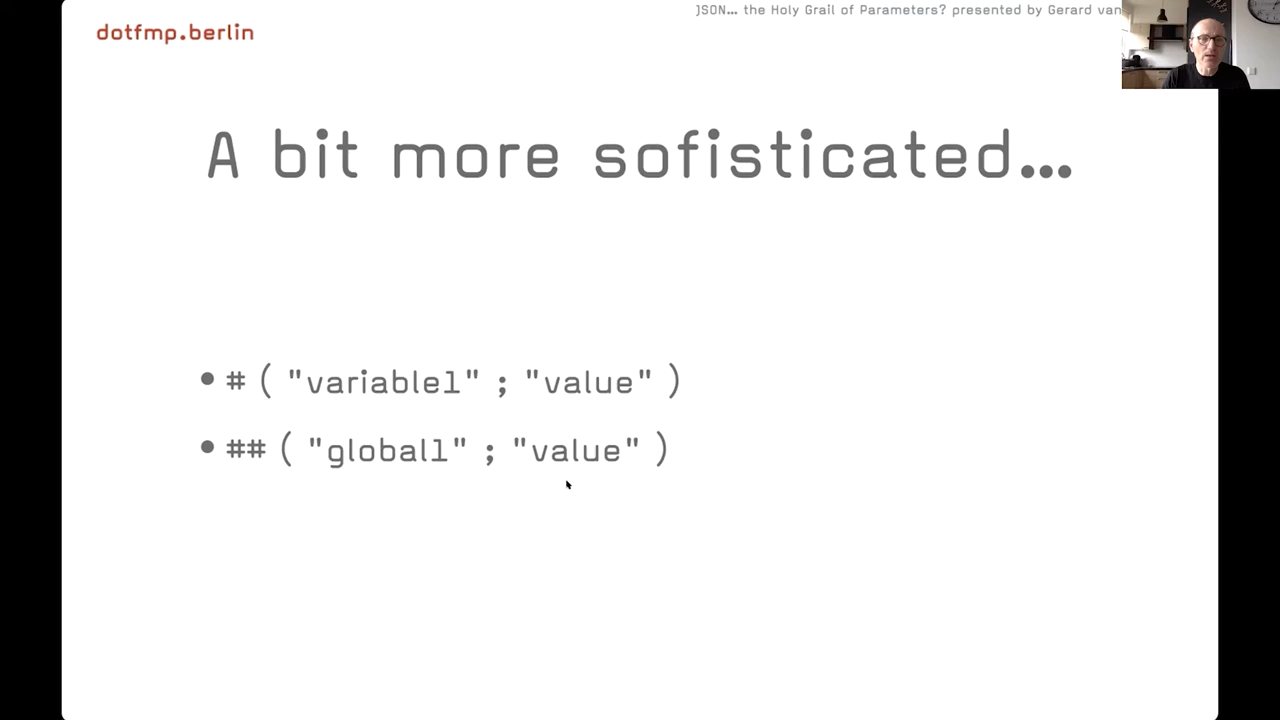 JSON... the Holy Grail of Parameters? presented by Gerard van
dotfmp.berlin
A bit more sofisticated...
• # ( "variable1" ; "value" )
• ## ( "global1" ; "value" )